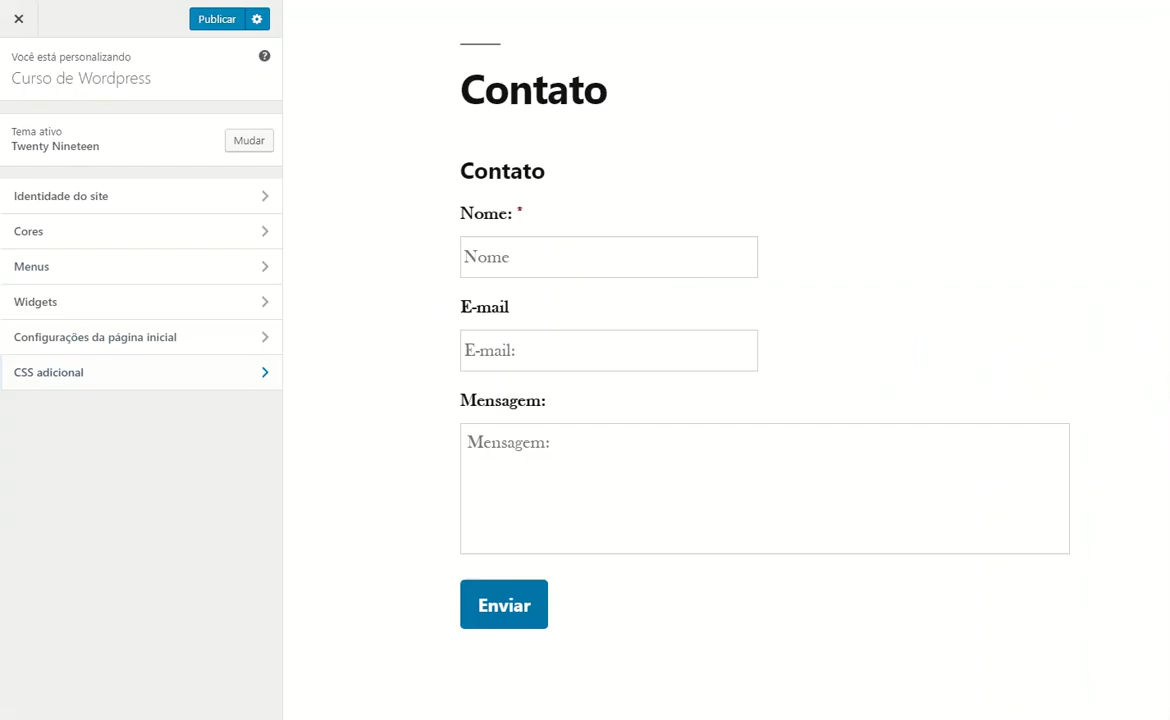 Publicar
Você está personalizando
Curso de Wordpress
Tema ativo
Twenty Nineteen
Mudar
Identidade do site
Cores
Menus
Widgets
Configurações da página inicial
CSS adicional
Contato
Contato
Nome: *
Nome
E-mail
E-mail:
Mensagem:
Mensagem:
Enviar